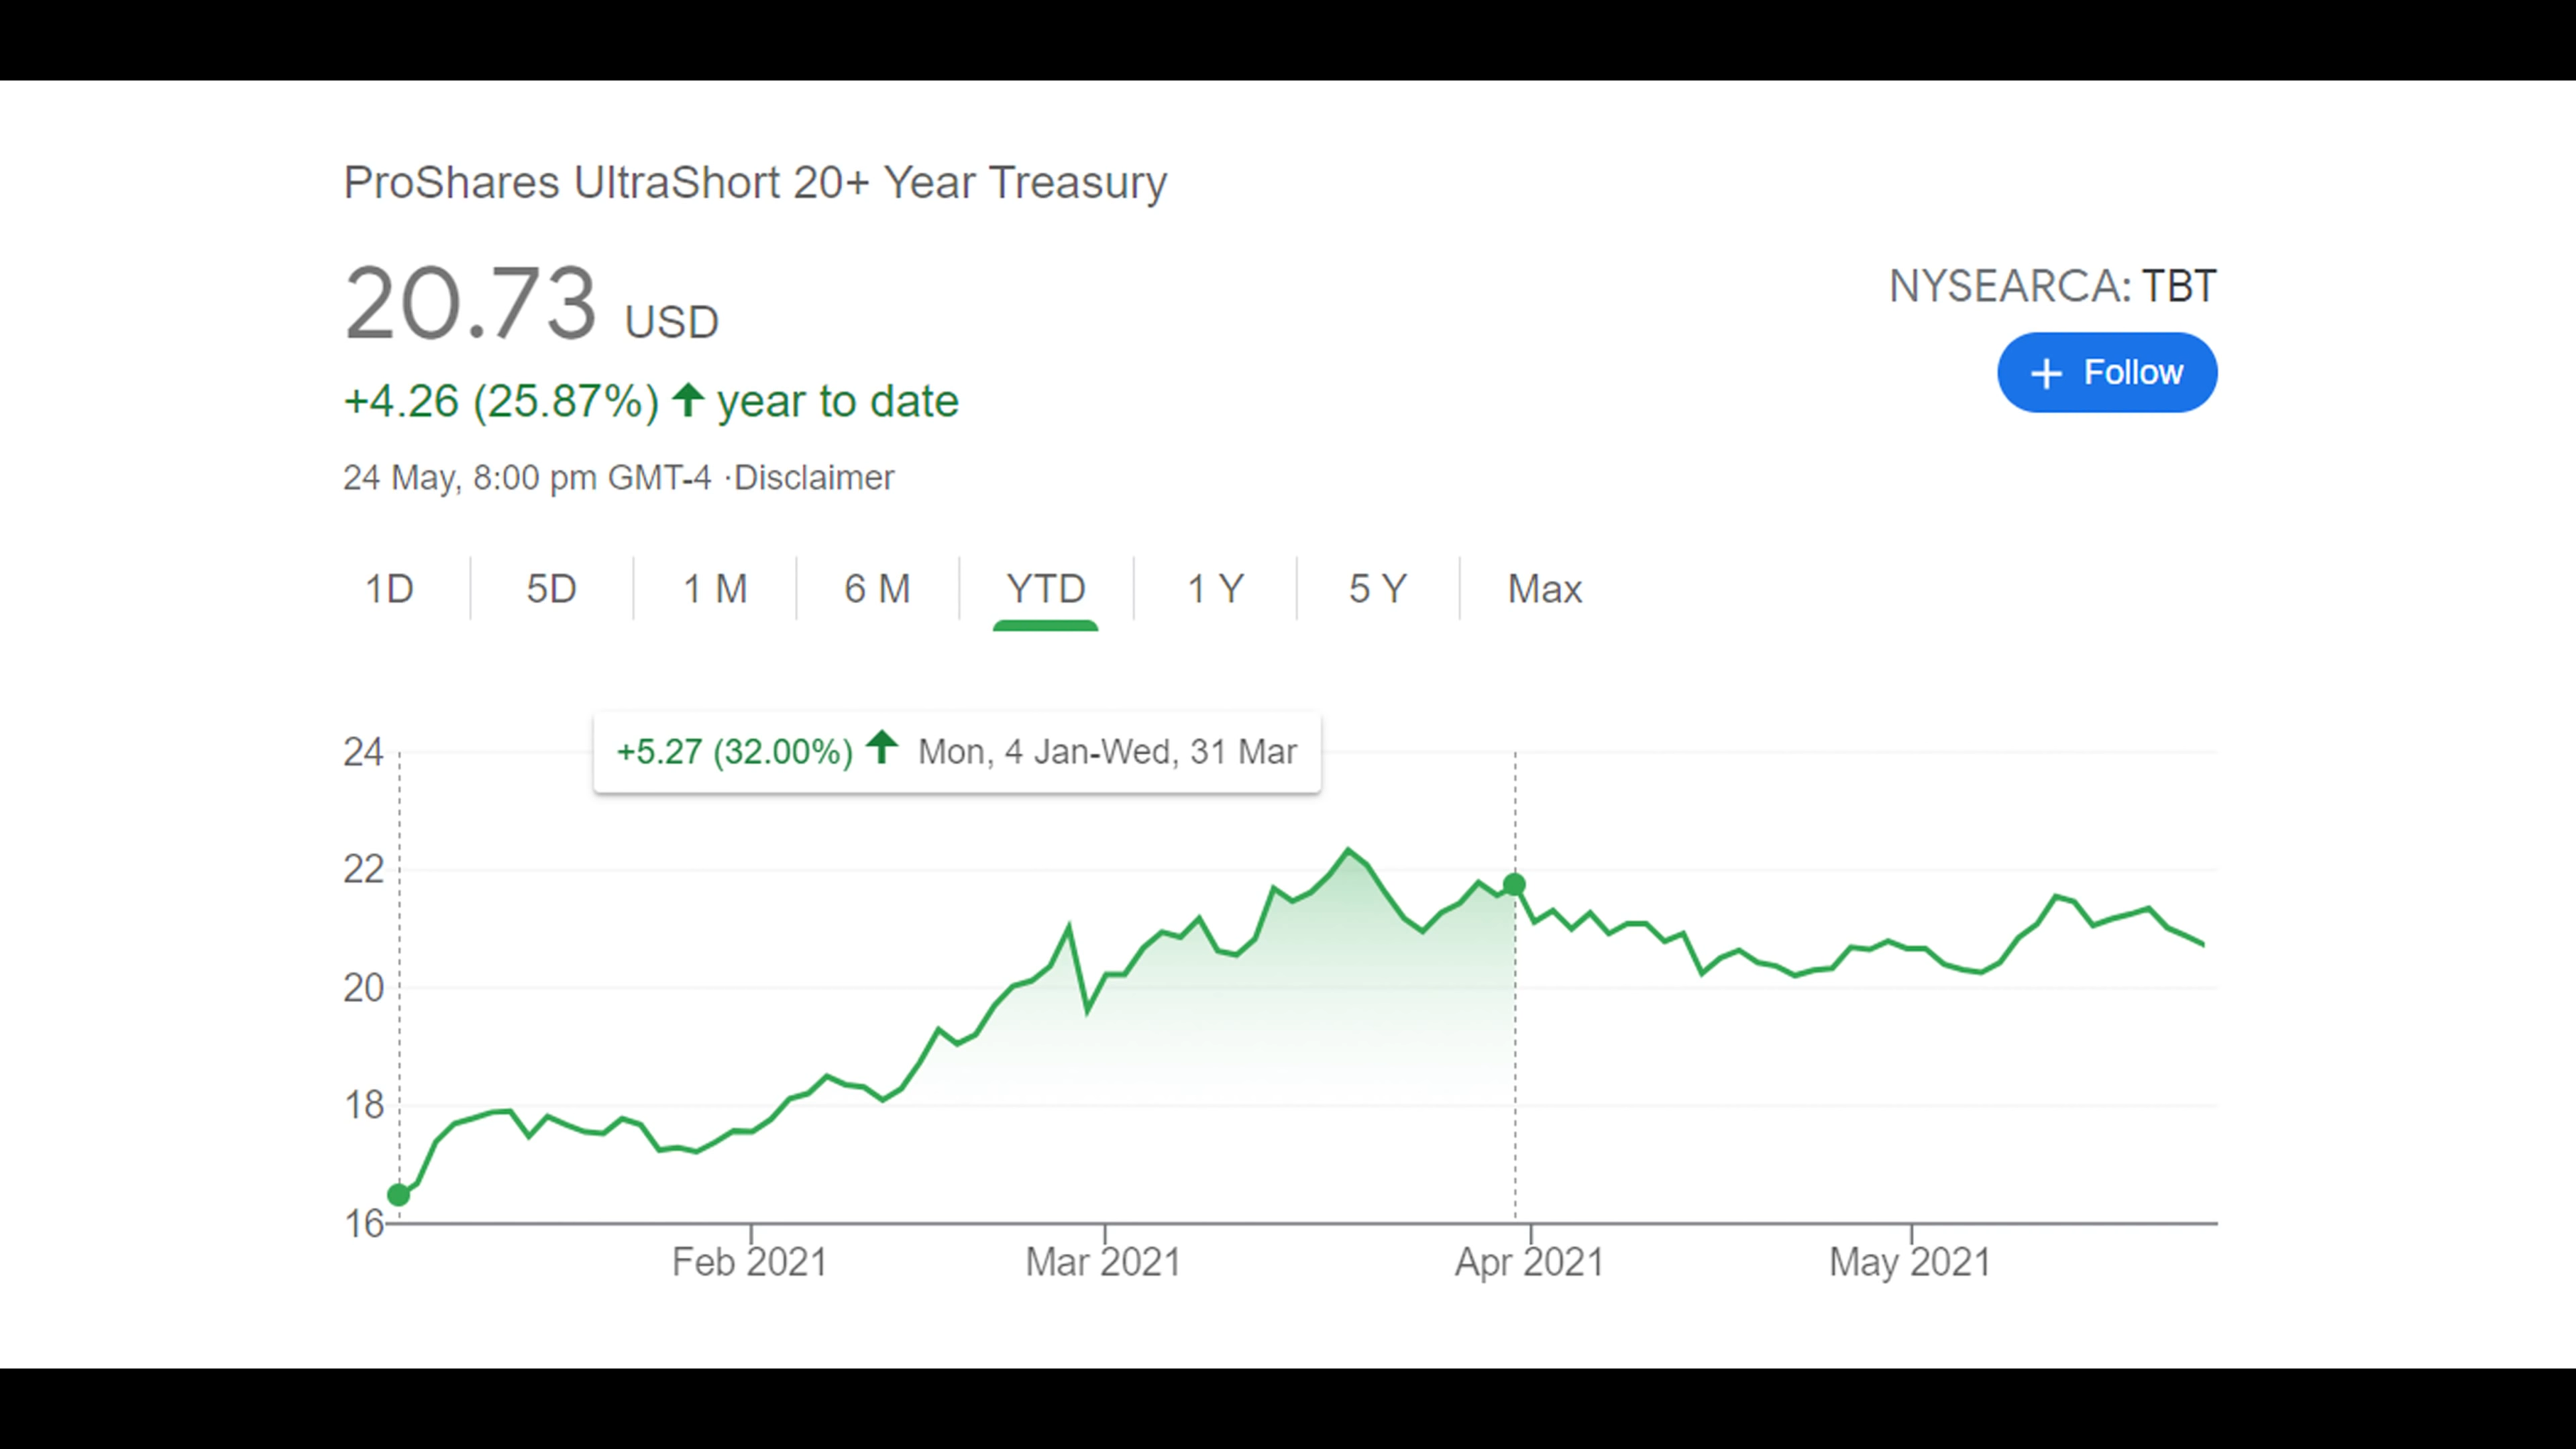 ProShares UltraShort 20+ Year Treasury
20.73 USD
NYSEARCA: TBT
+ Follow
+4.26 (25.87%) ↑ year to date
24 May, 8:00 pm GMT-4 ·Disclaimer
1D 5D 1 M 6 M YTD 1 Y 5 Y Max
+5.27 (32.00%) ↑ Mon, 4 Jan-Wed, 31 Mar
24
22
20
18
16
Feb 2021 Mar 2021 Apr 2021 May 2021